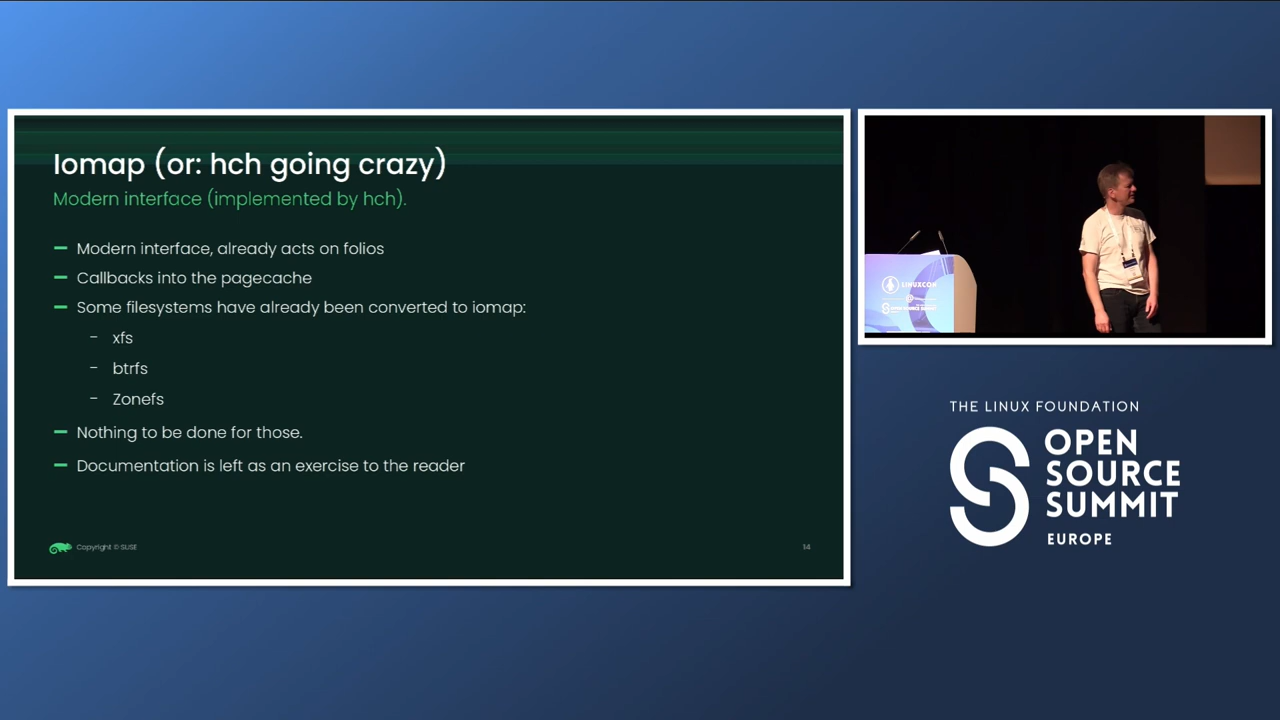 Iomap (or: hch going crazy)
Modern interface (implemented by hch).
Modern interface, already acts on folios
Callbacks into the pagecache
Some filesystems have already been converted to iomap:
- xfs
- btrfs
- Zonefs
Nothing to be done for those.
Documentation is left as an exercise to the reader
Copyright © SUSE
14
LINUXCON
THE LINUX FOUNDATION
OPEN
SOURCE
SUMMIT
EUROPE